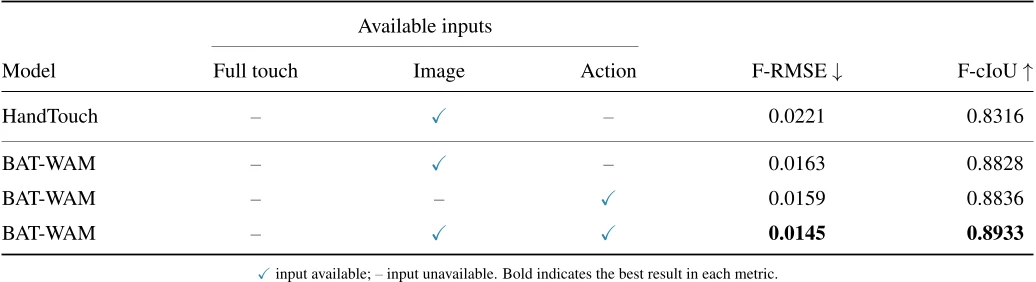 Available inputs
Model Full touch Image Action F-RMSE ↓ F-cIoU ↑
HandTouch – ✓ – 0.0221 0.8316
BAT-WAM – ✓ – 0.0163 0.8828
BAT-WAM – – ✓ 0.0159 0.8836
BAT-WAM – ✓ ✓ 0.0145 0.8933
✓ input available; – input unavailable. Bold indicates the best result in each metric.